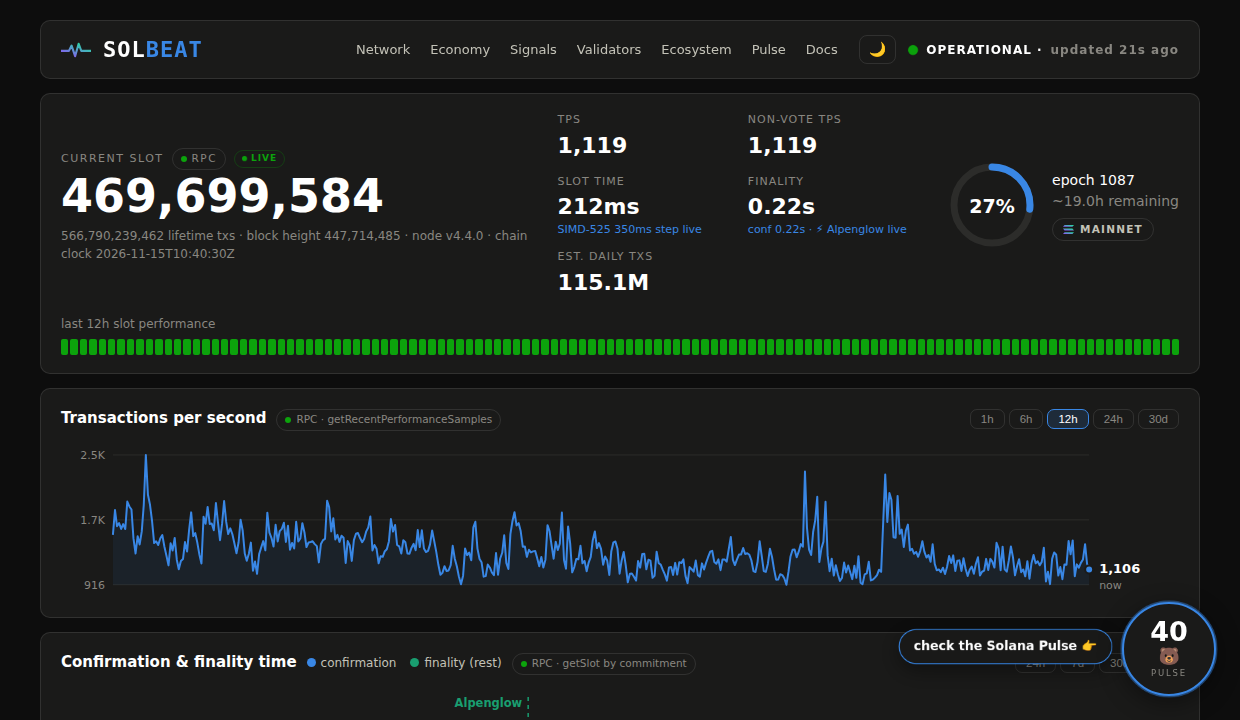 SOLBEAT
Network Economy Signals Validators Ecosystem Pulse Docs
OPERATIONAL · updated 21s ago
CURRENT SLOT RPC LIVE
469,699,584
566,790,239,462 lifetime txs · block height 447,714,485 · node v4.4.0 · chain
clock 2026-11-15T10:40:30Z
TPS
1,119
NON-VOTE TPS
1,119
SLOT TIME
212ms
SIMD-525 350ms step live
FINALITY
0.22s
conf 0.22s · ⚡ Alpenglow live
EST. DAILY TXS
115.1M
27%
epoch 1087
~19.0h remaining
MAINNET
last 12h slot performance
Transactions per second RPC · getRecentPerformanceSamples
1h 6h 12h 24h 30d
2.5K
1.7K
916
1,106
now
Confirmation & finality time confirmation finality (rest) RPC · getSlot by commitment
Alpenglow
check the Solana Pulse 👉
40
PULSE